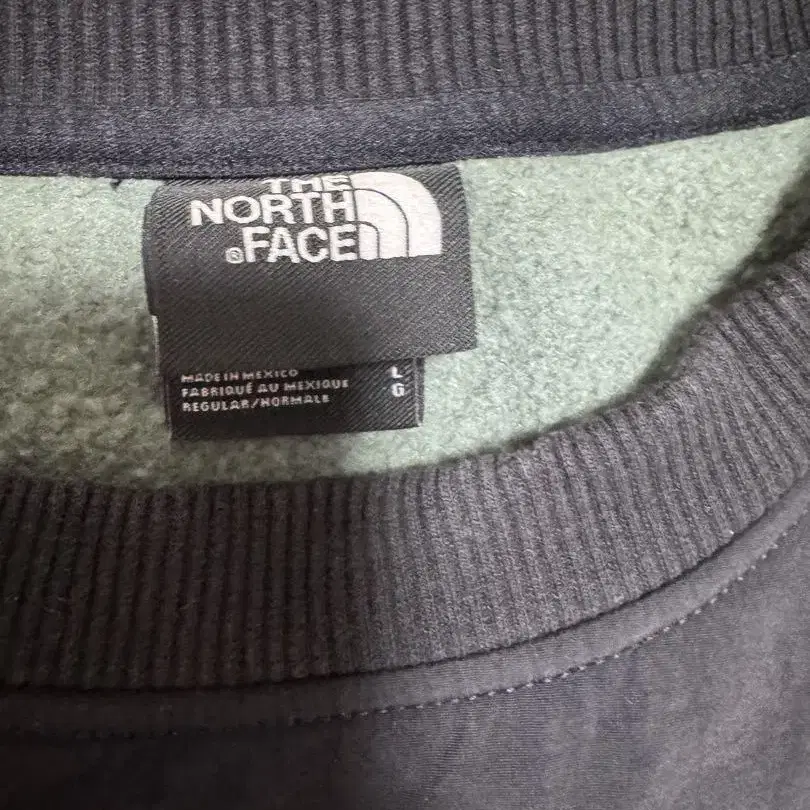 THE
NORTH
® FACE
MADE IN MEXICO L
FABRIQUÉ AU MEXIQUE G
REGULAR/NORMALE